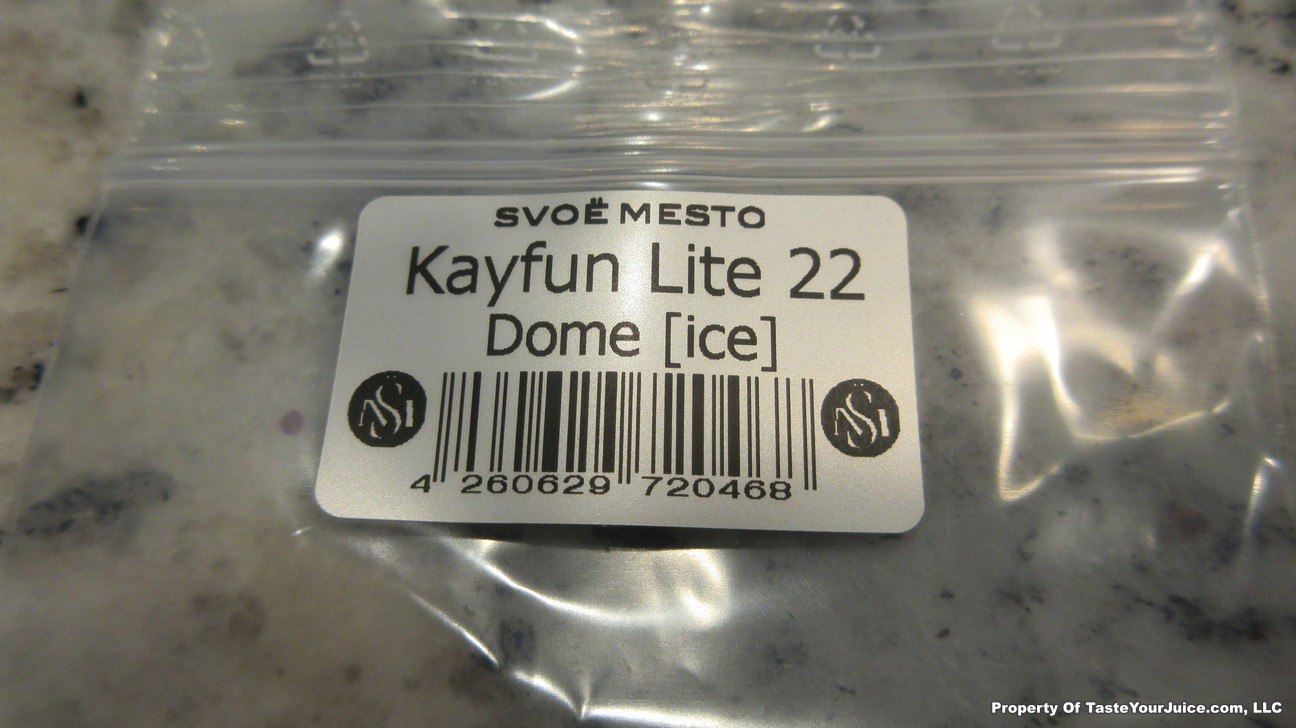 SVOË MESTO
Kayfun Lite 22
Dome [ice]
4 260629 720468
Property Of TasteYourJuice.com, LLC